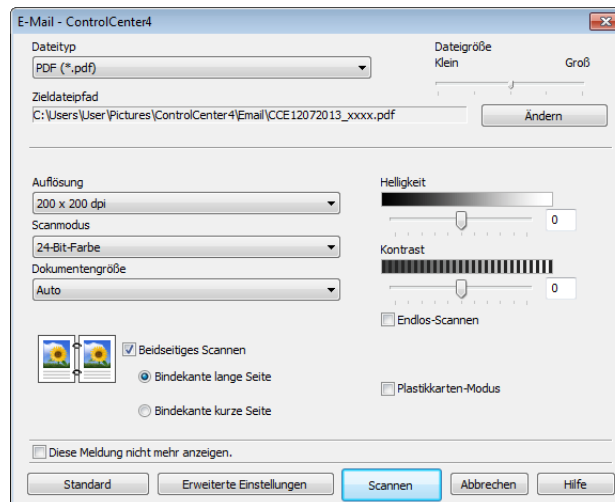 E-Mail - ControlCenter4
Dateityp
PDF (*.pdf)
Dateigröße
Klein Groß
Zieldateipfad
C:\Users\User\Pictures\ControlCenter4\Email\CCE12072013_xxxx.pdf
Ändern
Auflösung
200 x 200 dpi
Scanmodus
24-Bit-Farbe
Dokumentengröße
Auto
Helligkeit
0
Kontrast
0
Endlos-Scannen
Beidseitiges Scannen
Bindekante lange Seite
Bindekante kurze Seite
Plastikkarten-Modus
Diese Meldung nicht mehr anzeigen.
Standard Erweiterte Einstellungen Scannen Abbrechen Hilfe